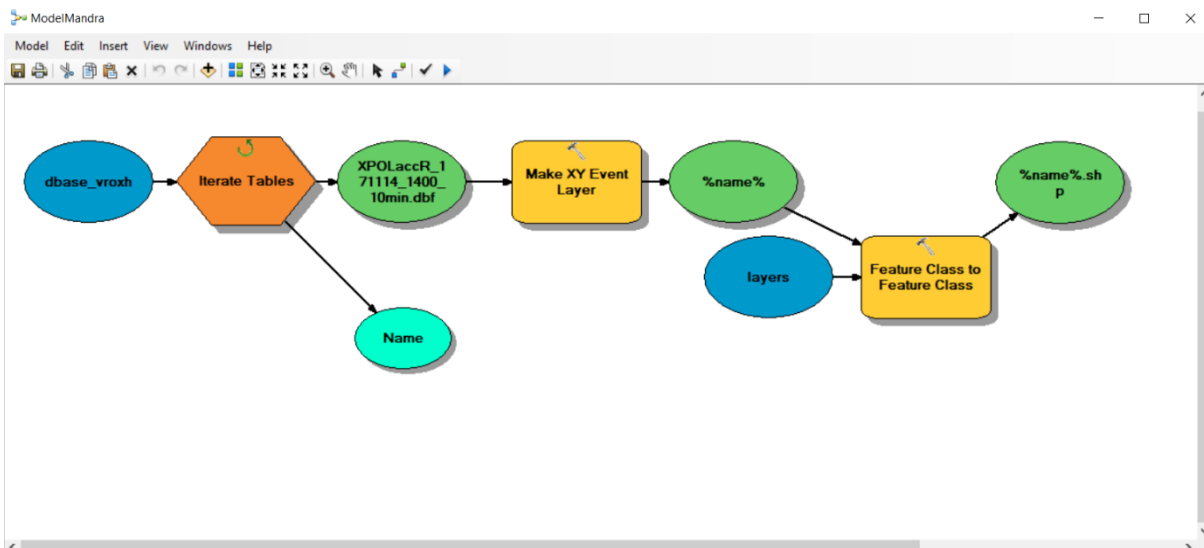 ModelMandra
Model Edit Insert View Windows Help
dbase_vroxh
Iterate Tables
XPOLaccR_1
71114_1400_
10min.dbf
Make XY Event
Layer
%name%
%name%.sh
p
layers
Feature Class to
Feature Class
Name